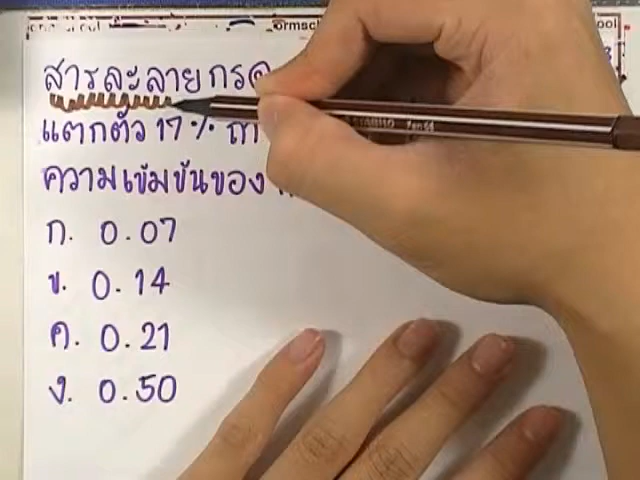 สารละลายกรด
แตกตัว 17%
ความเข้มข้นของ
ก. 0.07
ข. 0.14
ค. 0.21
ง. 0.50